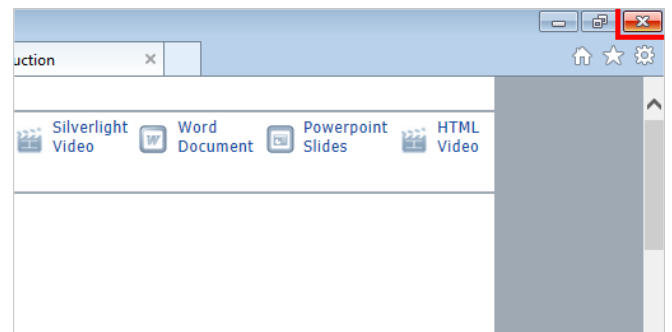 uction
Silverlight Word Powerpoint HTML
Video Document Slides Video